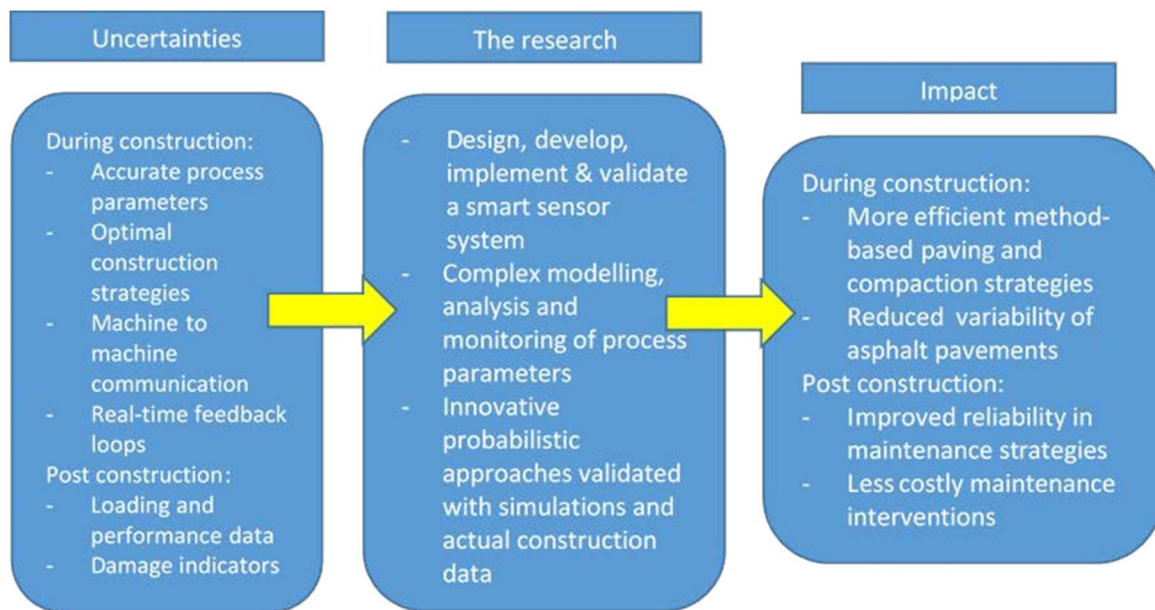 Uncertainties
During construction:
- Accurate process
parameters
- Optimal
construction
strategies
- Machine to
machine
communication
- Real-time feedback
loops
Post construction:
- Loading and
performance data
- Damage indicators
The research
- Design, develop,
implement & validate
a smart sensor
system
- Complex modelling,
analysis and
monitoring of process
parameters
- Innovative
probabilistic
approaches validated
with simulations and
actual construction
data
Impact
During construction:
- More efficient method-
based paving and
compaction strategies
- Reduced variability of
asphalt pavements
Post construction:
- Improved reliability in
maintenance strategies
- Less costly maintenance
interventions